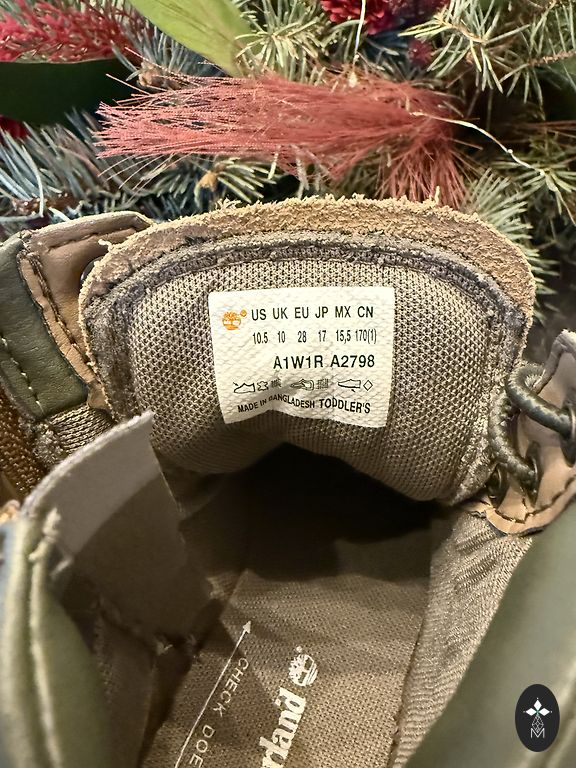 US UK EU JP MX CN
10.5 10 28 17 15,5 170(1)
A1W1R A2798
MADE IN BANGLADESH TODDLER'S
CHECK DOE
rland